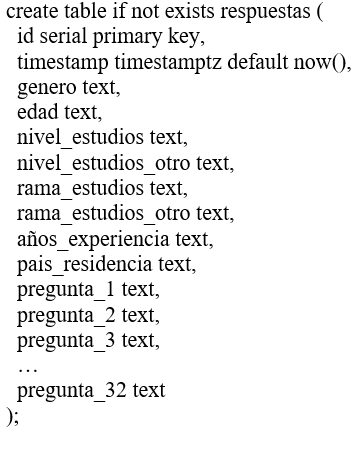 create table if not exists respuestas (
id serial primary key,
timestamp timestamptz default now(),
genero text,
edad text,
nivel_estudios text,
nivel_estudios_otro text,
rama_estudios text,
rama_estudios_otro text,
años_experiencia text,
pais_residencia text,
pregunta_1 text,
pregunta_2 text,
pregunta_3 text,
…
pregunta_32 text
);